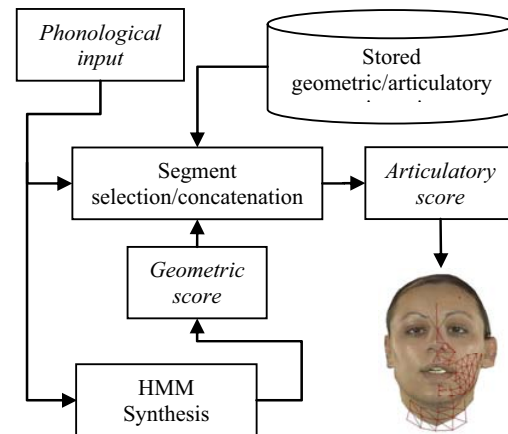 Phonological
input
Stored
geometric/articulatory
Segment
selection/concatenation
Articulatory
score
Geometric
score
HMM
Synthesis